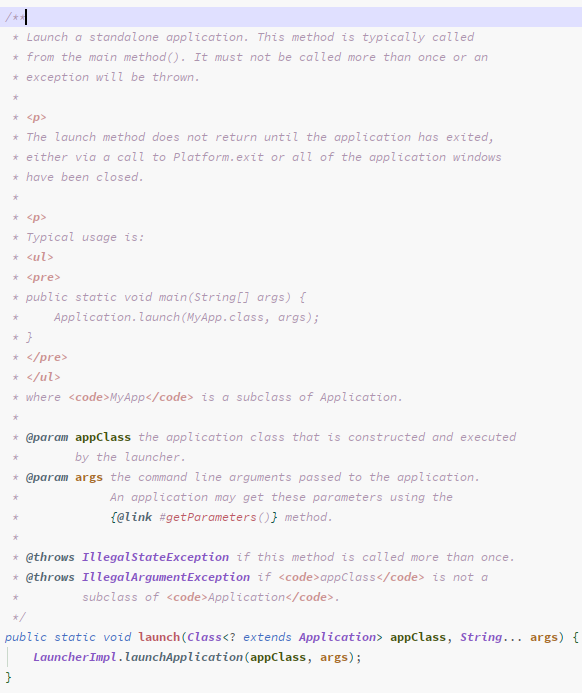 /**
 * Launch a standalone application. This method is typically called
 * from the main method(). It must not be called more than once or an
 * exception will be thrown.
 *
 * <p>
 * The launch method does not return until the application has exited,
 * either via a call to Platform.exit or all of the application windows
 * have been closed.
 *
 * <p>
 * Typical usage is:
 * <ul>
 * <pre>
 * public static void main(String[] args) {
 *     Application.launch(MyApp.class, args);
 * }
 * </pre>
 * </ul>
 * where <code>MyApp</code> is a subclass of Application.
 *
 * @param appClass the application class that is constructed and executed
 *        by the launcher.
 * @param args the command line arguments passed to the application.
 *             An application may get these parameters using the
 *             {@link #getParameters()} method.
 *
 * @throws IllegalStateException if this method is called more than once.
 * @throws IllegalArgumentException if <code>appClass</code> is not a
 *         subclass of <code>Application</code>.
 */
public static void launch(Class<? extends Application> appClass, String... args) {
    LauncherImpl.launchApplication(appClass, args);
}